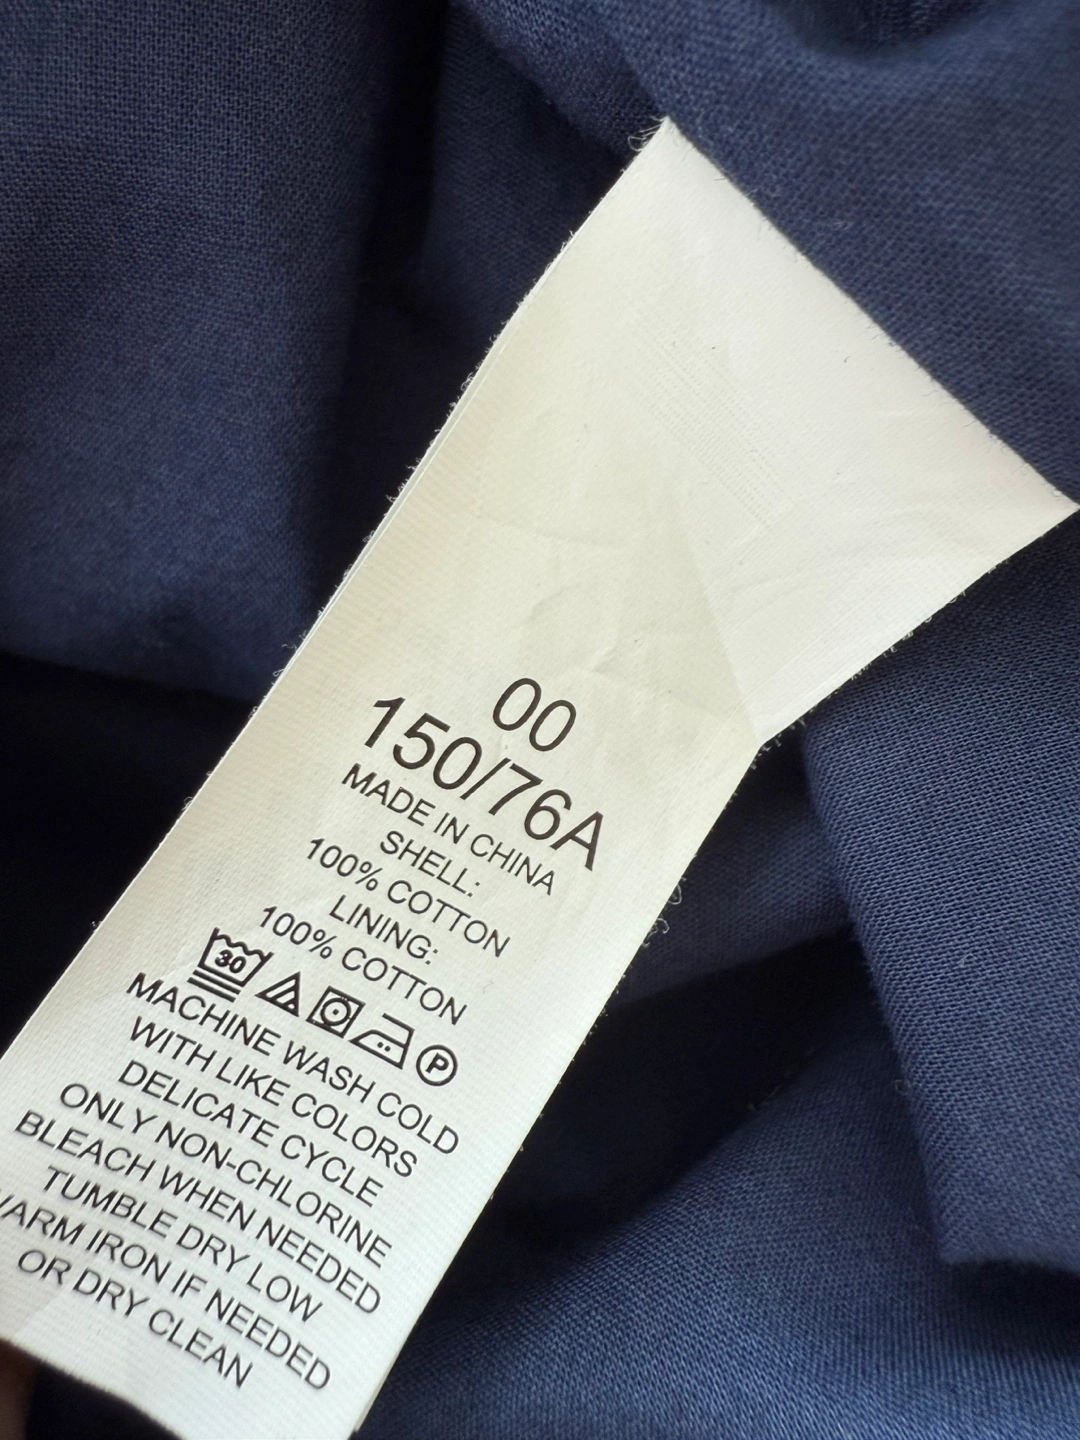 00
150/76A
MADE IN CHINA
SHELL:
100% COTTON
LINING:
100% COTTON
30 P
MACHINE WASH COLD
WITH LIKE COLORS
DELICATE CYCLE
ONLY NON-CHLORINE
BLEACH WHEN NEEDED
TUMBLE DRY LOW
WARM IRON IF NEEDED
OR DRY CLEAN